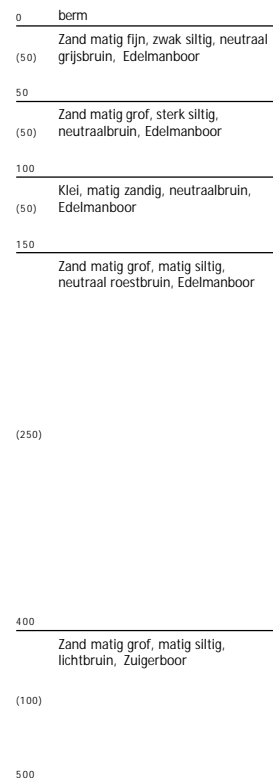 0 berm
Zand matig fijn, zwak siltig, neutraal
(50) grijsbruin, Edelmanboor
50
Zand matig grof, sterk siltig,
(50) neutraalbruin, Edelmanboor
100
Klei, matig zandig, neutraalbruin,
(50) Edelmanboor
150
Zand matig grof, matig siltig,
neutraal roestbruin, Edelmanboor
(250)
400
Zand matig grof, matig siltig,
lichtbruin, Zuigerboor
(100)
500